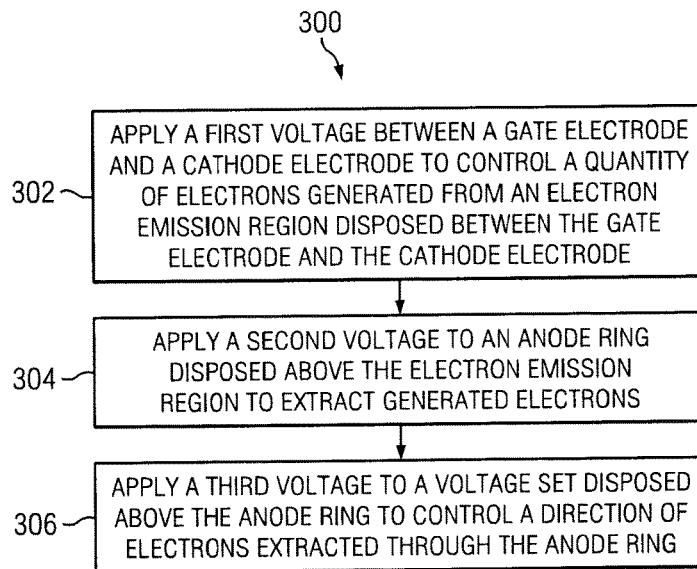 300
302
APPLY A FIRST VOLTAGE BETWEEN A GATE ELECTRODE
AND A CATHODE ELECTRODE TO CONTROL A QUANTITY
OF ELECTRONS GENERATED FROM AN ELECTRON
EMISSION REGION DISPOSED BETWEEN THE GATE
ELECTRODE AND THE CATHODE ELECTRODE
304
APPLY A SECOND VOLTAGE TO AN ANODE RING
DISPOSED ABOVE THE ELECTRON EMISSION
REGION TO EXTRACT GENERATED ELECTRONS
306
APPLY A THIRD VOLTAGE TO A VOLTAGE SET DISPOSED
ABOVE THE ANODE RING TO CONTROL A DIRECTION OF
ELECTRONS EXTRACTED THROUGH THE ANODE RING